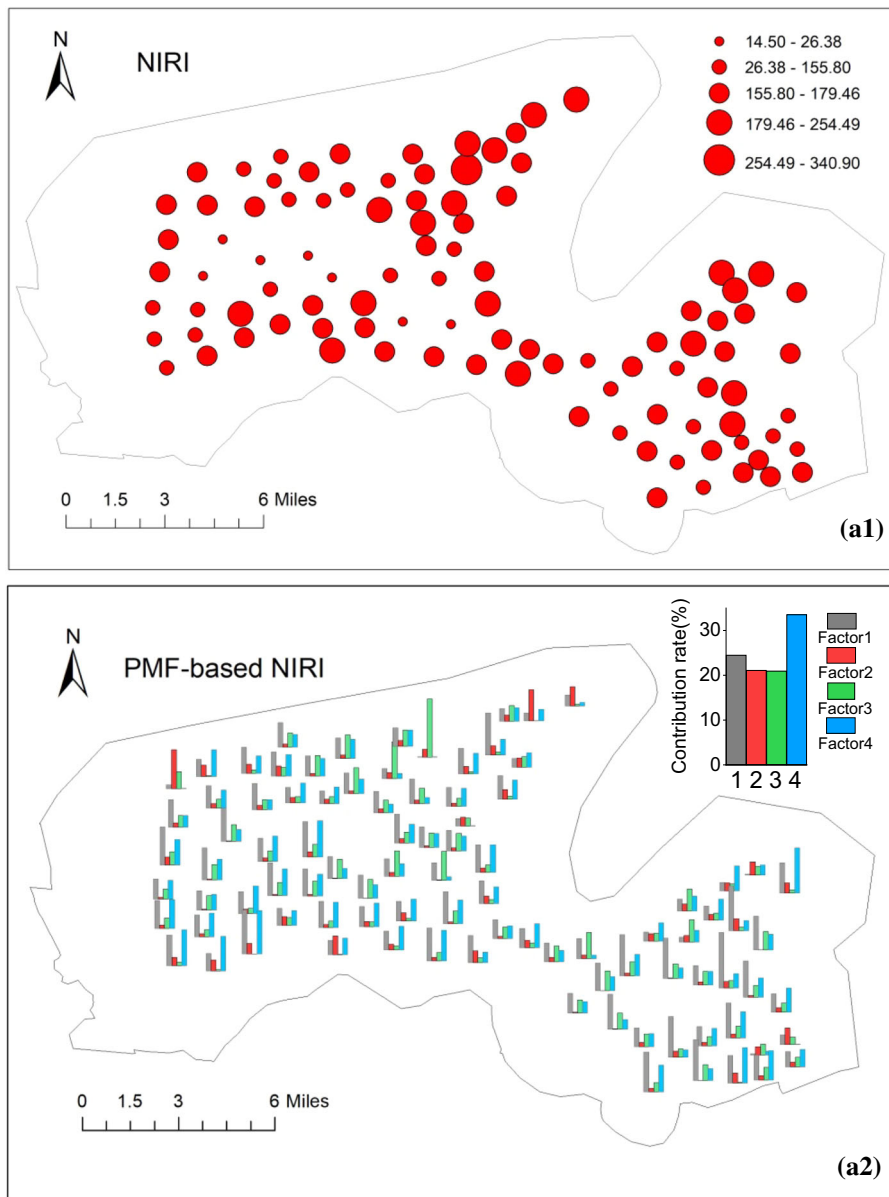 N
NIRI
14.50 - 26.38
26.38 - 155.80
155.80 - 179.46
179.46 - 254.49
254.49 - 340.90
0 1.5 3 6 Miles
(a1)
N
PMF-based NIRI
Contribution rate(%)
30
20
10
0
1 2 3 4
Factor1
Factor2
Factor3
Factor4
0 1.5 3 6 Miles
(a2)